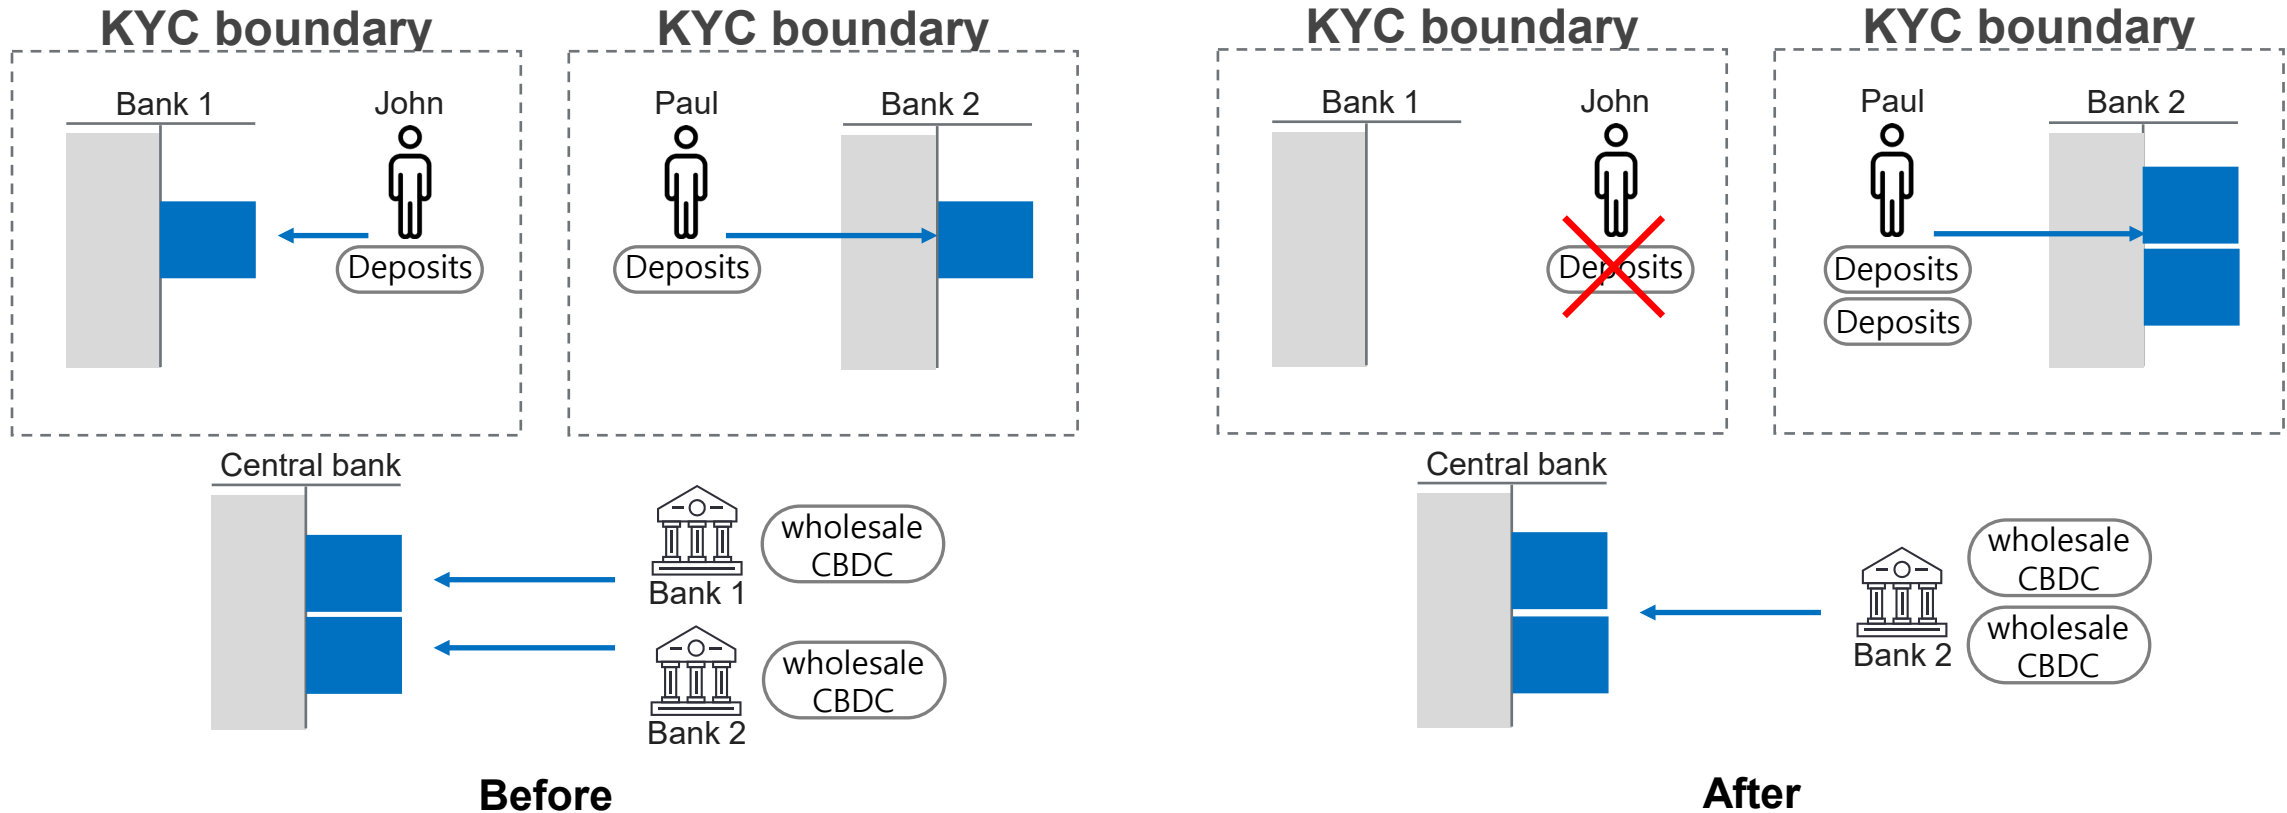 KYC boundary
KYC boundary
Bank 1
John
Deposits
Paul
Bank 2
Deposits
Central bank
wholesale
CBDC
Bank 1
wholesale
CBDC
Bank 2
Before
KYC boundary
KYC boundary
Bank 1
John
Deposits
Paul
Bank 2
Deposits
Deposits
Central bank
wholesale
CBDC
Bank 2
wholesale
CBDC
After